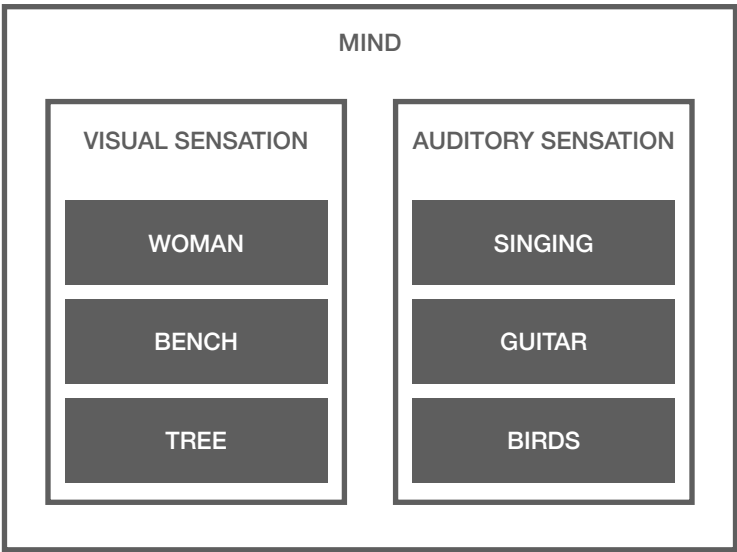 MIND
VISUAL SENSATION
WOMAN
BENCH
TREE
AUDITORY SENSATION
SINGING
GUITAR
BIRDS